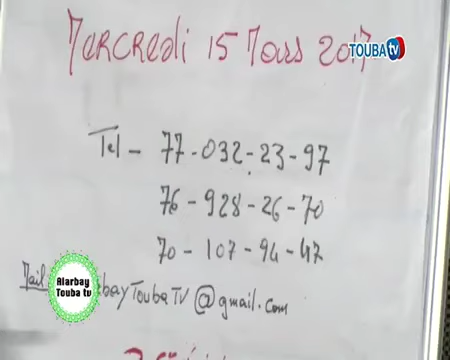 Mercredi 15 Mars 2017
TOUBA tv
Tel - 77-032-23-97
76-928-26-70
70-107-94-47
Mail
Alarbay
Touba tv
bayToubaTV@gmail.com